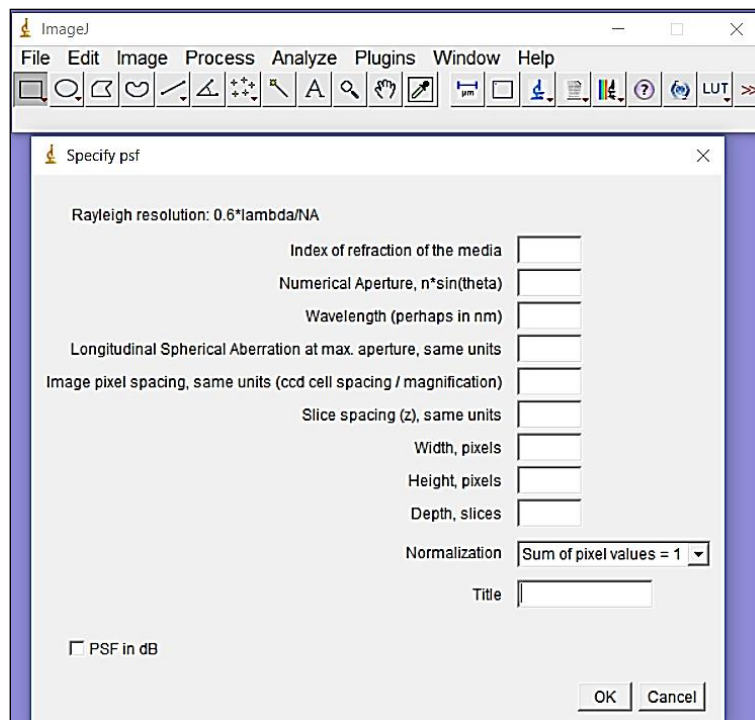 ImageJ
File Edit Image Process Analyze Plugins Window Help
A μm ? LUT >>
Specify psf
Rayleigh resolution: 0.6*lambda/NA
Index of refraction of the media
Numerical Aperture, n*sin(theta)
Wavelength (perhaps in nm)
Longitudinal Spherical Aberration at max. aperture, same units
Image pixel spacing, same units (ccd cell spacing / magnification)
Slice spacing (z), same units
Width, pixels
Height, pixels
Depth, slices
Normalization Sum of pixel values = 1
Title
PSF in dB
OK Cancel